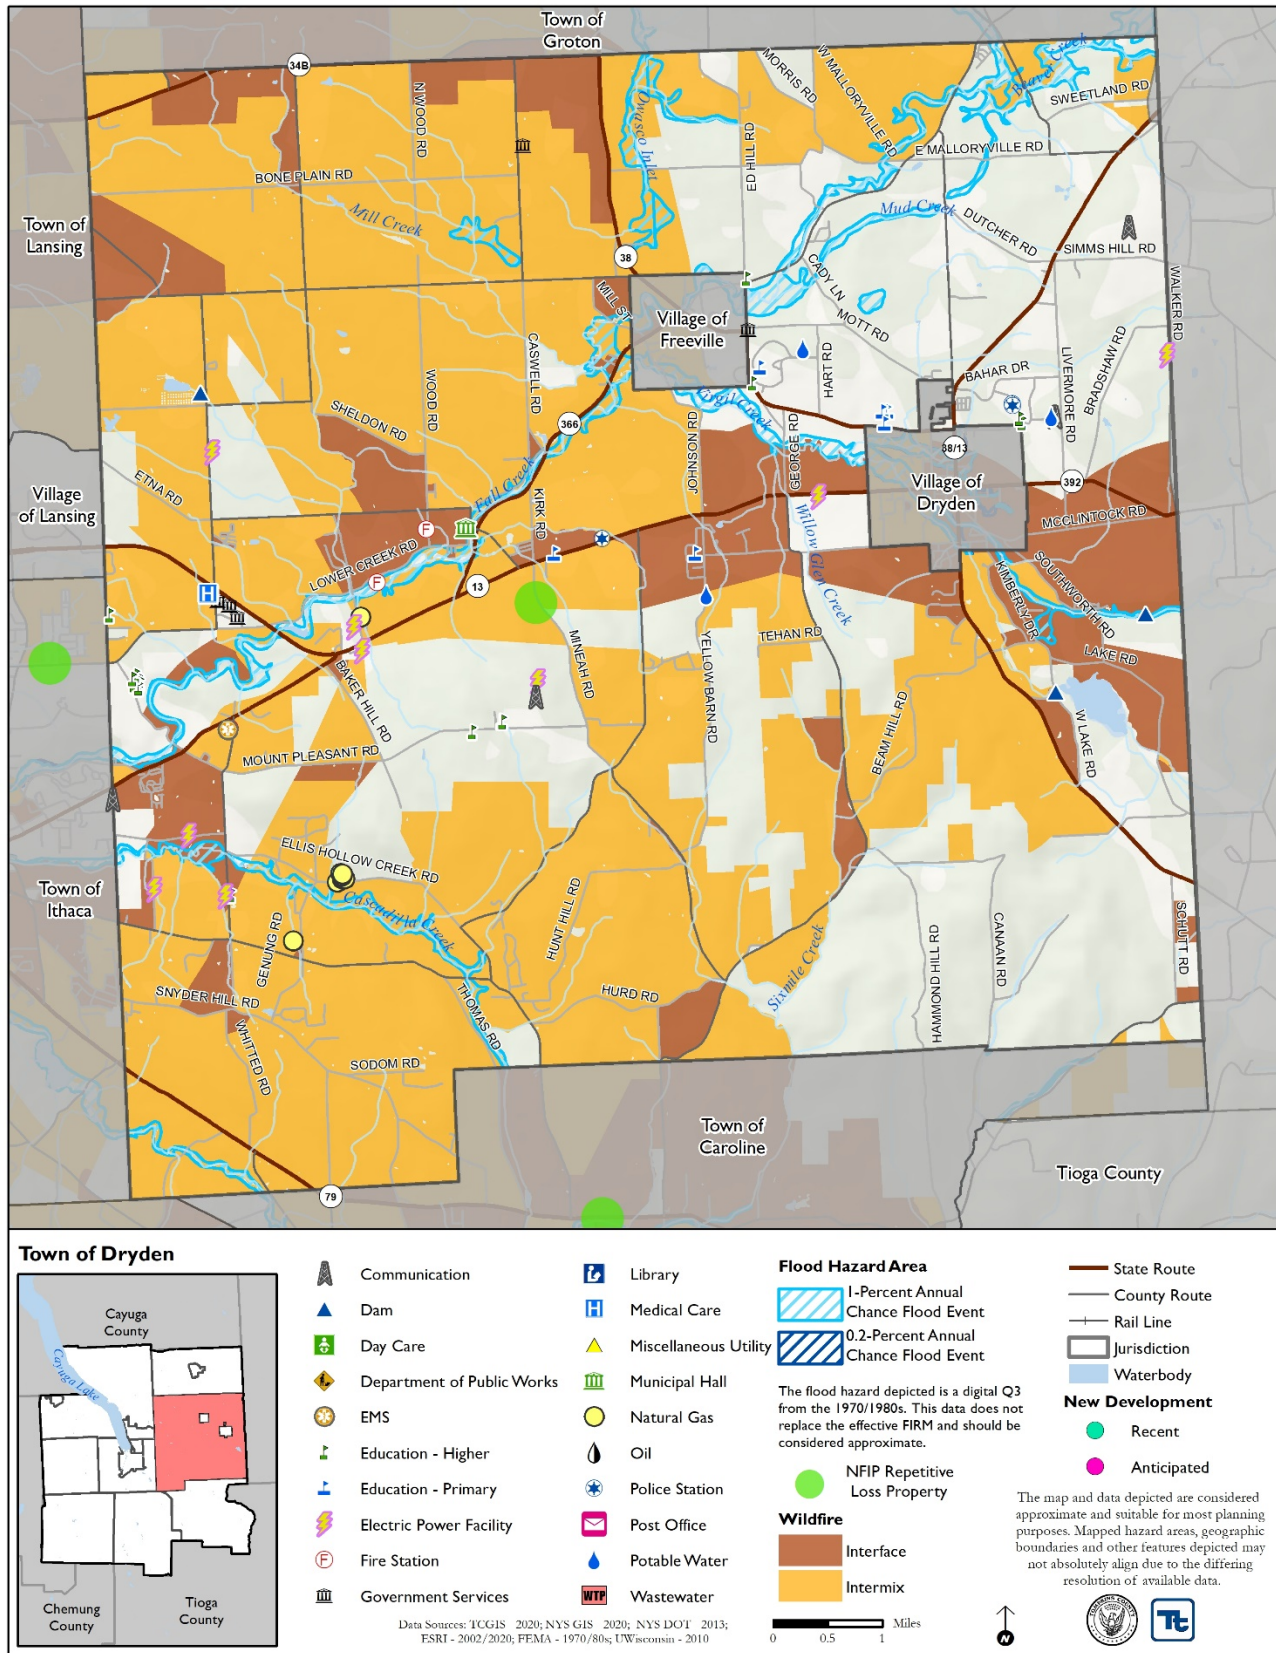 Town of
Groton
34B
N WOOD RD
MORRIS RD
W MALLORYVILLE RD
Beaver Creek
SWEETLAND RD
Owasco Inlet
ED HILL RD
E MALLORYVILLE RD
BONE PLAIN RD
Mill Creek
Mud Creek
DUTCHER RD
SIMMS HILL RD
Town of
Lansing
38
CADY LN
WALKER RD
MILL ST
Village of
Freeville
MOTT RD
CASWELL RD
HART RD
BAHAR DR
LIVERMORE RD
BRADSHAW RD
WOOD RD
Virgil Creek
SHELDON RD
366
JOHNSON RD
GEORGE RD
38/13
Village
of Lansing
ETNA RD
Fall Creek
KIRK RD
Village of
Dryden
392
MCCLINTOCK RD
Willow Glen Creek
LOWER CREEK RD
13
SOUTHWORTH RD
KIMBERLY DR
MINEAH RD
TEHAN RD
LAKE RD
YELLOW BARN RD
BAKER HILL RD
BEAM HILL RD
W LAKE RD
MOUNT PLEASANT RD
ELLIS HOLLOW CREEK RD
Town of
Ithaca
Cascadilla Creek
GENUNG RD
HUNT HILL RD
HAMMOND HILL RD
CANAAN RD
SCHUTT RD
Sixmile Creek
SNYDER HILL RD
THOMAS RD
HURD RD
WHITTED RD
SODOM RD
Town of
Caroline
Tioga County
79
Town of Dryden
Cayuga
County
Cayuga Lake
Chemung
County
Tioga
County
Communication
Dam
Day Care
Department of Public Works
EMS
Education - Higher
Education - Primary
Electric Power Facility
F
Fire Station
Government Services
Library
H
Medical Care
Miscellaneous Utility
Municipal Hall
Natural Gas
Oil
Police Station
Post Office
Potable Water
WTP
Wastewater
Data Sources: TCGIS 2020; NYS GIS 2020; NYS DOT 2013;
ESRI - 2002/2020; FEMA - 1970/80s; UWisconsin - 2010
Flood Hazard Area
1-Percent Annual
Chance Flood Event
0.2-Percent Annual
Chance Flood Event
The flood hazard depicted is a digital Q3
from the 1970/1980s. This data does not
replace the effective FIRM and should be
considered approximate.
NFIP Repetitive
Loss Property
Wildfire
Interface
Intermix
Miles
0 0.5 1
State Route
County Route
Rail Line
Jurisdiction
Waterbody
New Development
Recent
Anticipated
The map and data depicted are considered
approximate and suitable for most planning
purposes. Mapped hazard areas, geographic
boundaries and other features depicted may
not absolutely align due to the differing
resolution of available data.
N
TOMPKINS COUNTY
Tt